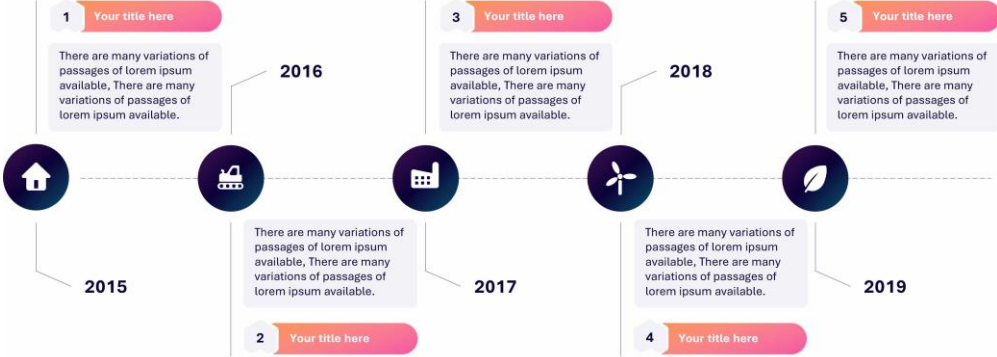 1
Your title here
There are many variations of
passages of lorem ipsum
available, There are many
variations of passages of
lorem ipsum available.
2015
2016
There are many variations of
passages of lorem ipsum
available, There are many
variations of passages of
lorem ipsum available.
2
Your title here
3
Your title here
There are many variations of
passages of lorem ipsum
available, There are many
variations of passages of
lorem ipsum available.
2017
2018
There are many variations of
passages of lorem ipsum
available, There are many
variations of passages of
lorem ipsum available.
4
Your title here
5
Your title here
There are many variations of
passages of lorem ipsum
available, There are many
variations of passages of
lorem ipsum available.
2019